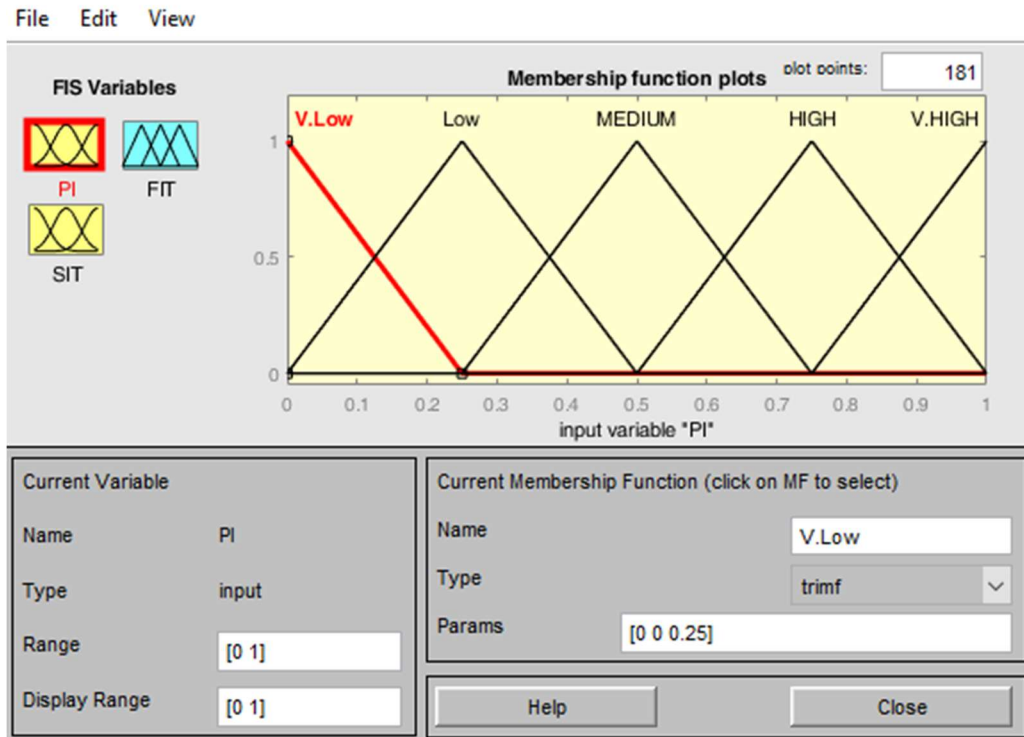 File Edit View
FIS Variables
PI FIT
SIT
Membership function plots plot points: 181
V.Low Low MEDIUM HIGH V.HIGH
1
0.5
0
0 0.1 0.2 0.3 0.4 0.5 0.6 0.7 0.8 0.9 1
input variable "PI"
Current Variable
Name PI
Type input
Range [0 1]
Display Range [0 1]
Current Membership Function (click on MF to select)
Name V.Low
Type trimf
Params [0 0 0.25]
Help Close